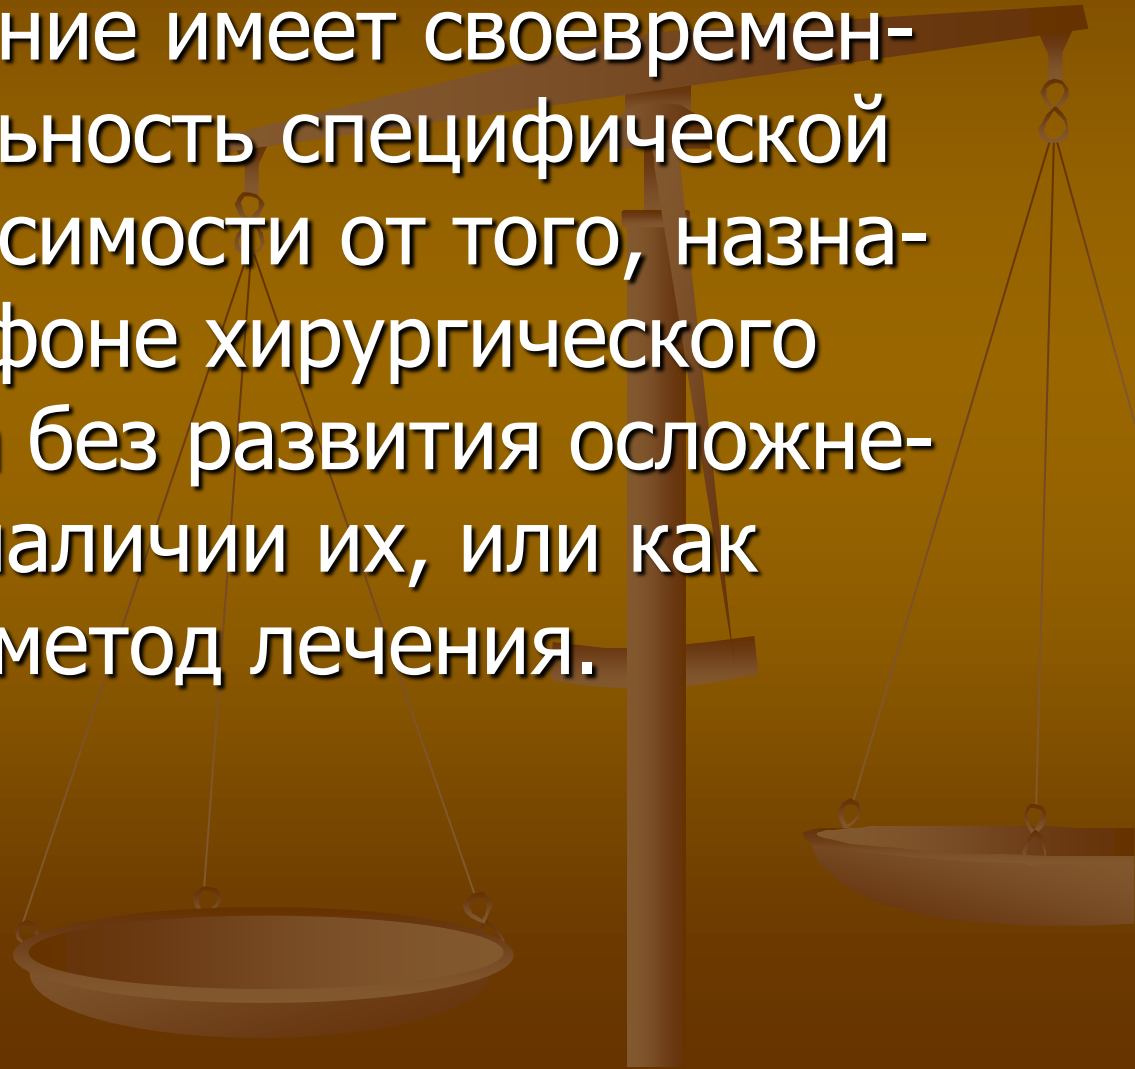 ние имеет своевремен-
ьность специфической
симости от того, назна-
фоне хирургического
без развития осложне-
наличии их, или как
метод лечения.